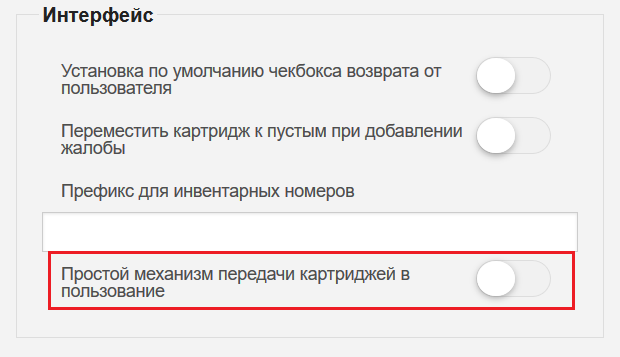 Интерфейс
Установка по умолчанию чекбокса возврата от
пользователя
Переместить картридж к пустым при добавлении
жалобы
Префикс для инвентарных номеров
Простой механизм передачи картриджей в
пользование